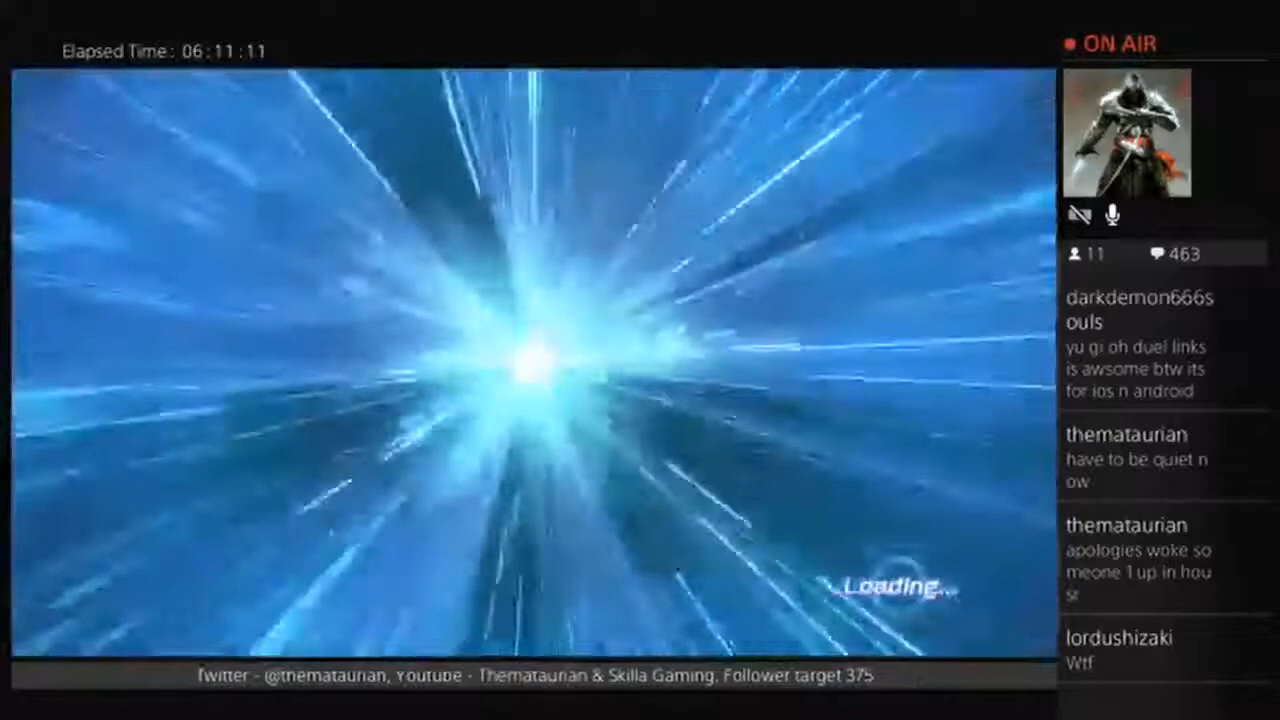 Elapsed Time: 06:11:11
ON AIR
11 463
darkdemon666s
ouls
yu gi oh duel links
is awsome btw its
for ios n android
themataurian
have to be quiet n
ow
themataurian
apologies woke so
meone 1 up in hou
sr
lordushizaki
Wtf
Loading...
Twitter - @themataurian, Youtube - Themataurian & Skilla Gaming. Follower target 375